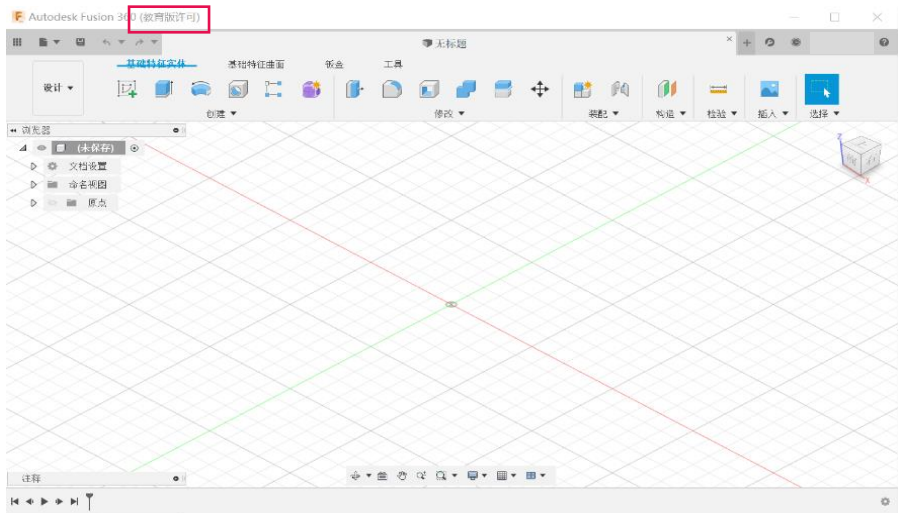 Autodesk Fusion 360 (教育版许可)
无标题
基础特征实体 基础特征曲面 钣金 工具
设计
创建 修改 装配 构造 检验 插入 选择
浏览器
(未保存)
文档设置
命名视图
原点
Z
X
注释